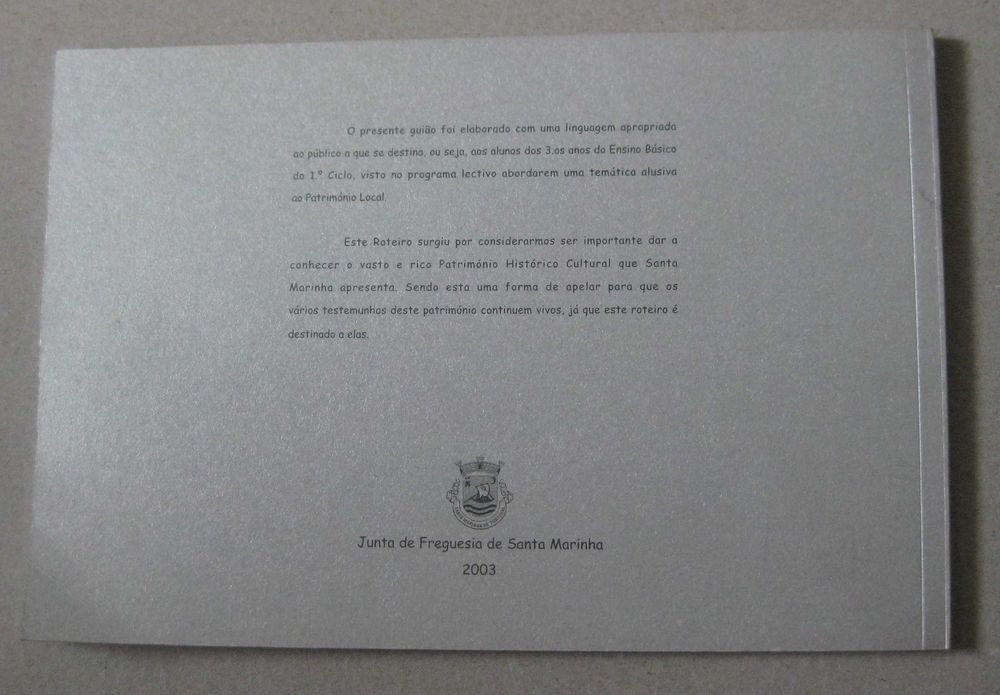 O presente guião foi elaborado com uma linguagem apropriada
ao público a que se destina, ou seja, aos alunos dos 3.os anos do Ensino Básico
do 1.º Ciclo, visto no programa lectivo abordarem uma temática alusiva
ao Património Local.
Este Roteiro surgiu por considerarmos ser importante dar a
conhecer o vasto e rico Património Histórico Cultural que Santa
Marinha apresenta. Sendo esta uma forma de apelar para que os
vários testemunhos deste património continuem vivos, já que este roteiro é
destinado a elas.
Junta de Freguesia de Santa Marinha
2003